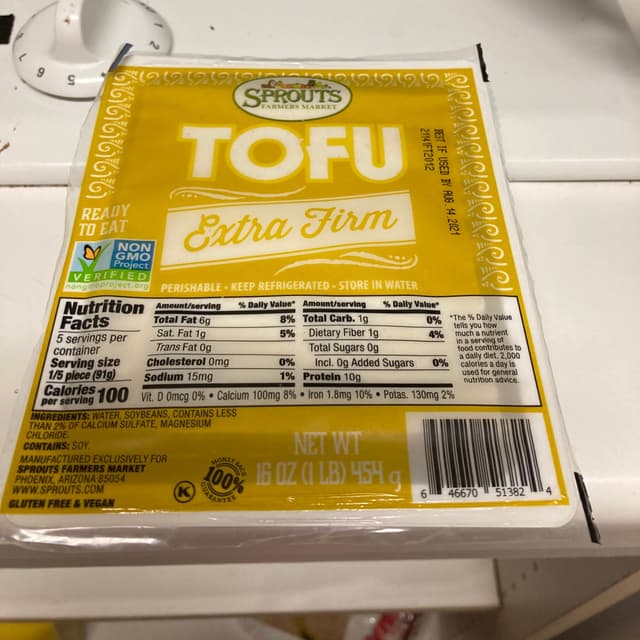 SPROUTS
FARMERS MARKET
TOFU
Extra Firm
BEST IF USED BY AUG. 14 2021
READY
TO EAT
NON
GMO
Project
VERIFIED
nongmoproject.org
PERISHABLE • KEEP REFRIGERATED • STORE IN WATER
Nutrition
Facts
5 servings per
container
Serving size
1/5 piece (91g)
Calories
per serving 100
Amount/serving % Daily Value*
Total Fat 6g 8%
Sat. Fat 1g 5%
Trans Fat 0g
Cholesterol 0mg 0%
Sodium 15mg 1%
Amount/serving % Daily Value*
Total Carb. 1g 0%
Dietary Fiber 1g 4%
Total Sugars 0g
Incl. 0g Added Sugars 0%
Protein 10g
Vit. D 0mcg 0% • Calcium 100mg 8% • Iron 1.8mg 10% • Potas. 130mg 2%
*The % Daily Value
tells you how
much a nutrient
in a serving of
food contributes to
a daily diet. 2,000
calories a day is
used for general
nutrition advice.
INGREDIENTS: WATER, SOYBEANS, CONTAINS LESS
THAN 2% OF CALCIUM SULFATE, MAGNESIUM
CHLORIDE.
CONTAINS: SOY.
MANUFACTURED EXCLUSIVELY FOR
SPROUTS FARMERS MARKET
PHOENIX, ARIZONA 85054
WWW.SPROUTS.COM
GLUTEN FREE & VEGAN
K
MONEY BACK
100%
GUARANTEE
NET WT
16 OZ (1 LB) 454 g
6 46670 51382 4
2
5
6